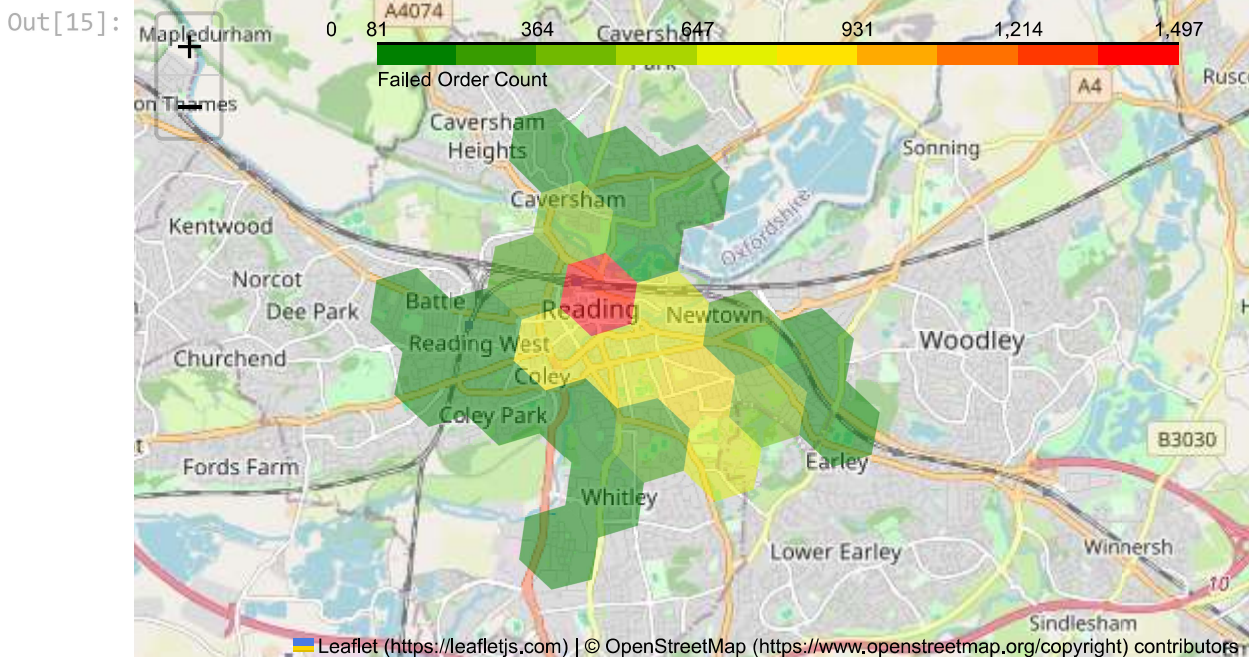 Out[15]:
A4074
Mapledurham
+
0 81 364 647 931 1,214 1,497
Caversham
Park
Failed Order Count
A4
on Thames
−
Caversham
Heights
Sonning
Caversham
Oxfordshire
Kentwood
Norcot
Battle
Dee Park
Reading
Newtown
Reading West
Woodley
Churchend
Coley
Coley Park
B3030
Fords Farm
Earley
Whitley
Lower Earley
Winnersh
10
Sindlesham
Leaflet (https://leafletjs.com) | © OpenStreetMap (https://www.openstreetmap.org/copyright) contributors